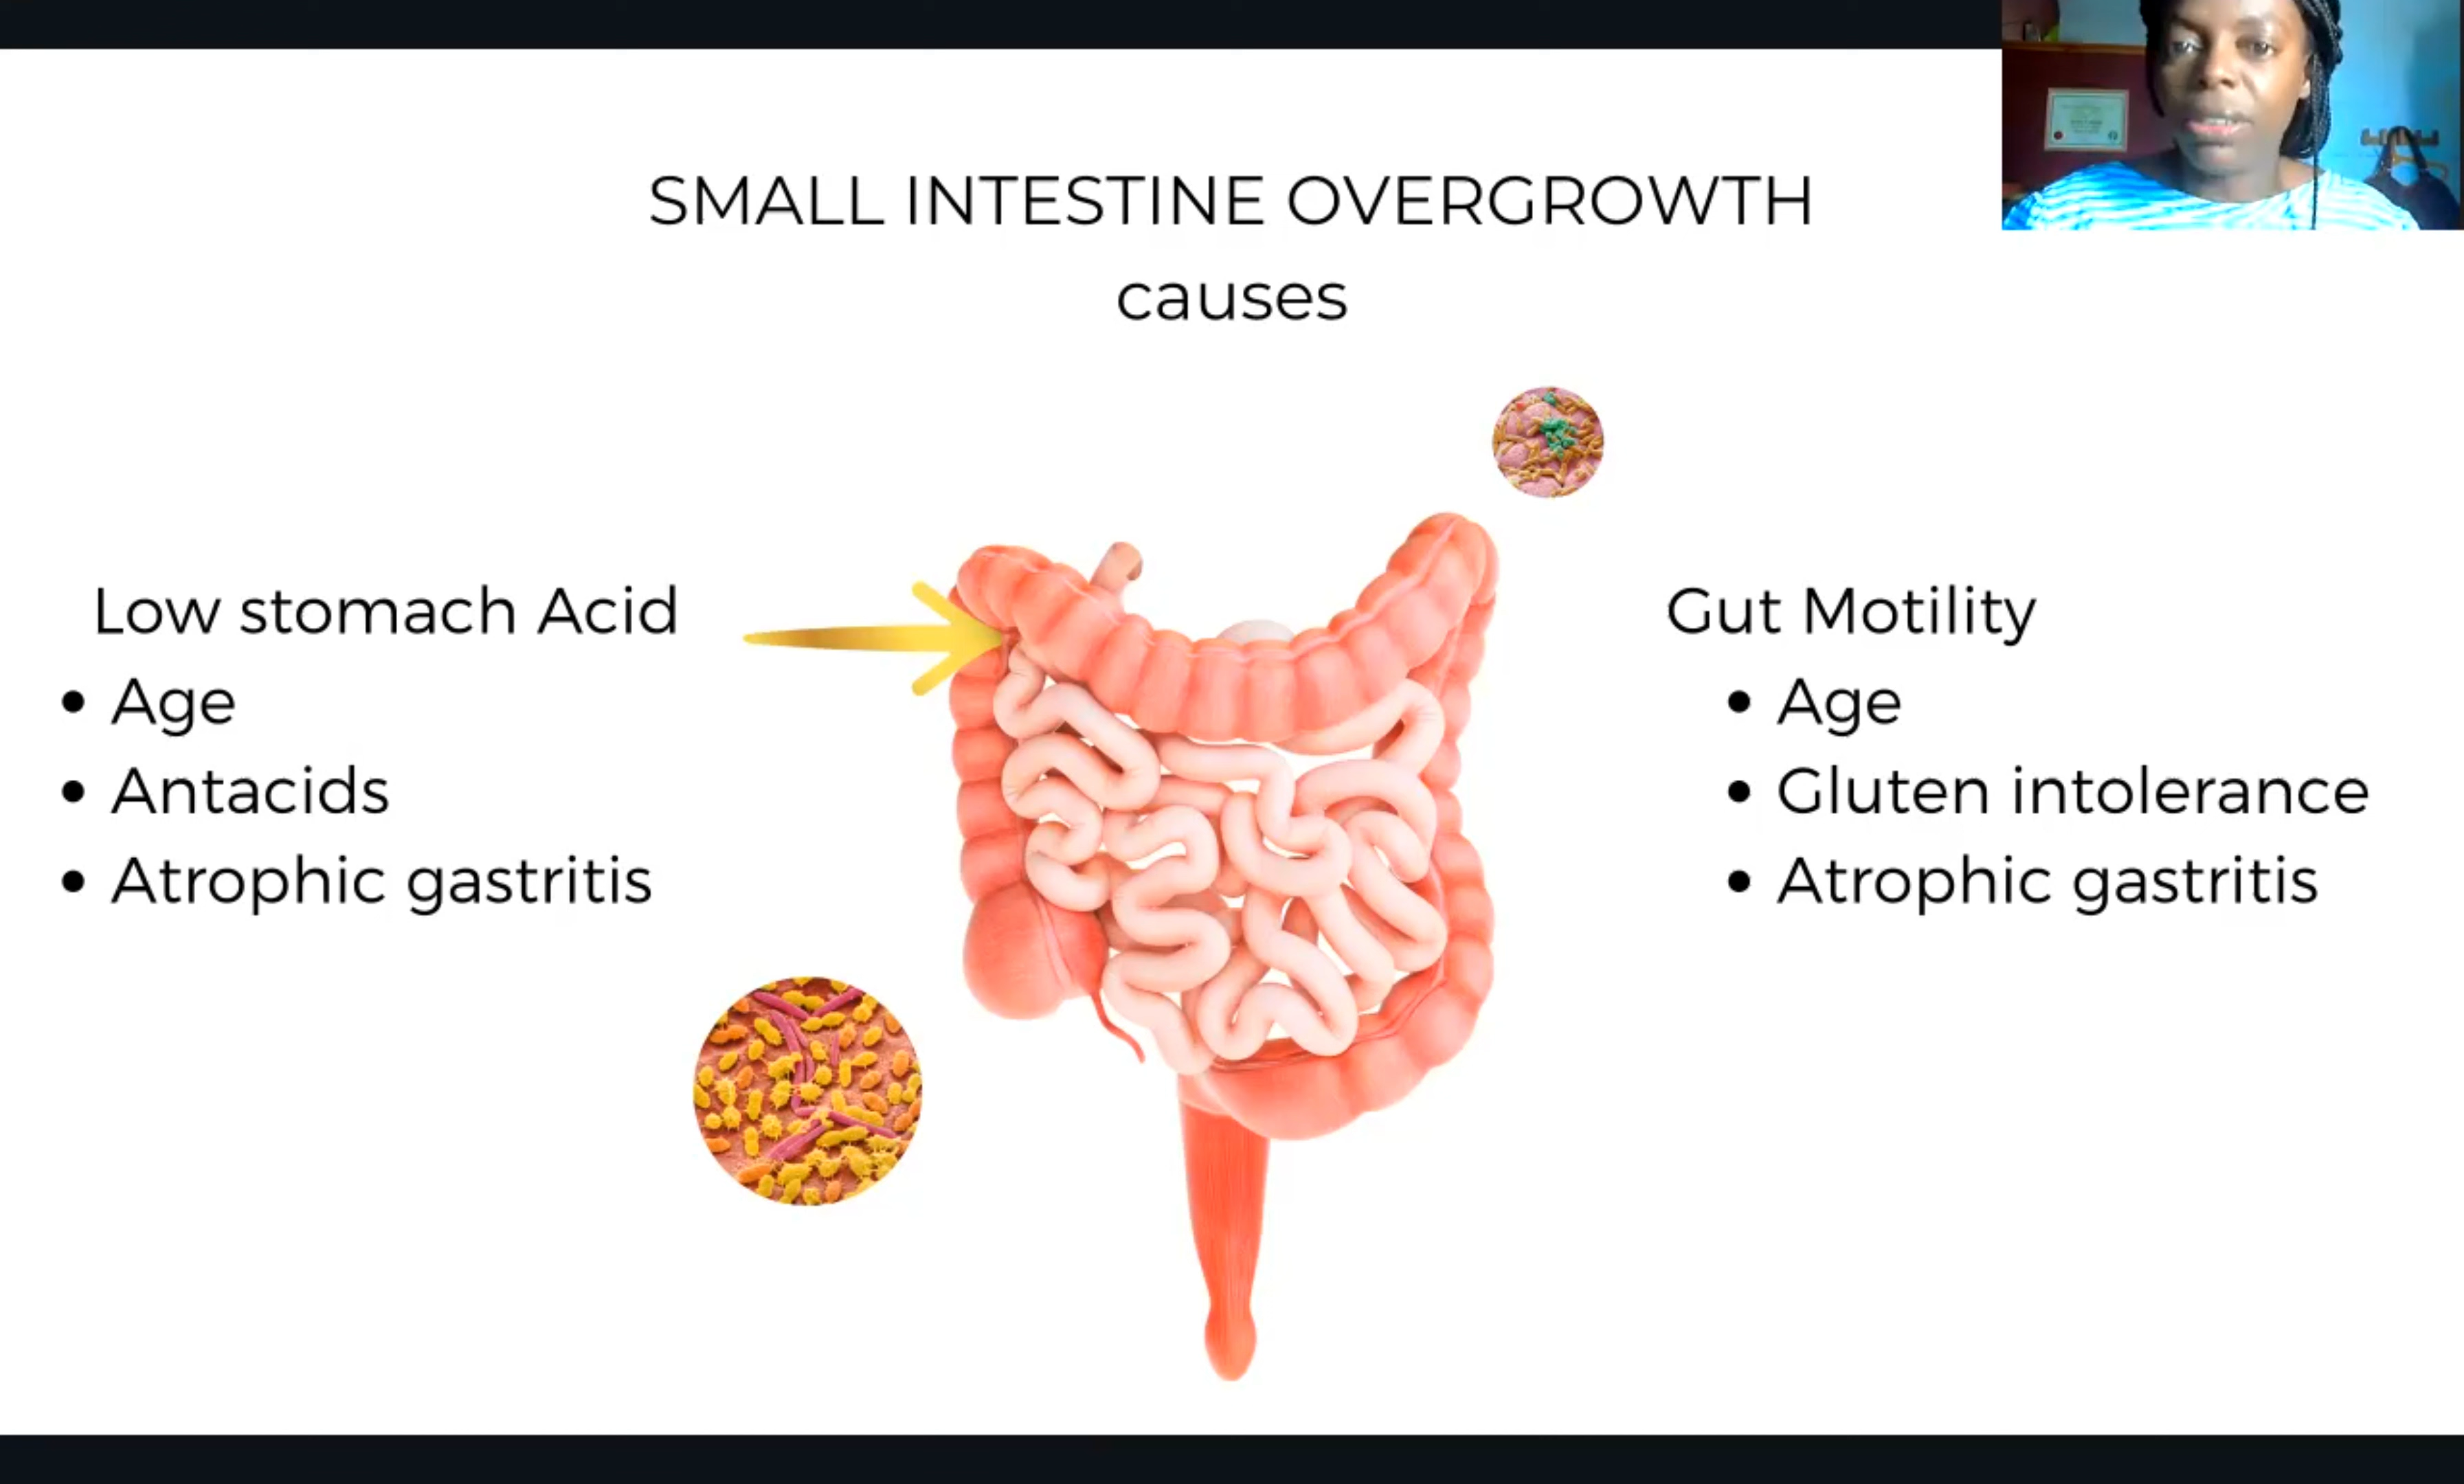 SMALL INTESTINE OVERGROWTH
causes
Low stomach Acid
• Age
• Antacids
• Atrophic gastritis
Gut Motility
• Age
• Gluten intolerance
• Atrophic gastritis